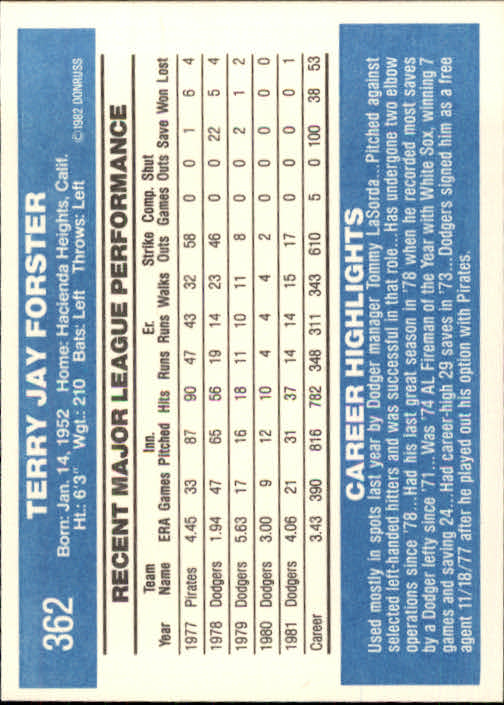 362
TERRY JAY FORSTER
©1982 DONRUSS
Born: Jan. 14, 1952 Home: Hacienda Heights, Calif.
Ht.: 6'3" Wgt.: 210 Bats: Left Throws: Left
RECENT MAJOR LEAGUE PERFORMANCE
Team Inn. Er. Strike Comp. Shut
Year Name ERA Games Pitched Hits Runs Runs Walks Outs Games Outs Save Won Lost
1977 Pirates 4.45 33 87 90 47 43 32 58 0 0 1 6 4
1978 Dodgers 1.94 47 65 56 19 14 23 46 0 0 22 5 4
1979 Dodgers 5.63 17 16 18 11 10 11 8 0 0 2 1 2
1980 Dodgers 3.00 9 12 10 4 4 4 2 0 0 0 0 0
1981 Dodgers 4.06 21 31 37 14 14 15 17 0 0 0 0 1
Career 3.43 390 816 782 348 311 343 610 5 0 100 38 53
CAREER HIGHLIGHTS
Used mostly in spots last year by Dodger manager Tommy LaSorda...Pitched against
selected left-handed hitters and was successful in that role...Has undergone two elbow
operations since '78...Had his last great season in '78 when he recorded most saves
by a Dodger lefty since '71...Was '74 AL Fireman of the Year with White Sox, winning 7
games and saving 24...Had career-high 29 saves in '73...Dodgers signed him as a free
agent 11/18/77 after he played out his option with Pirates.